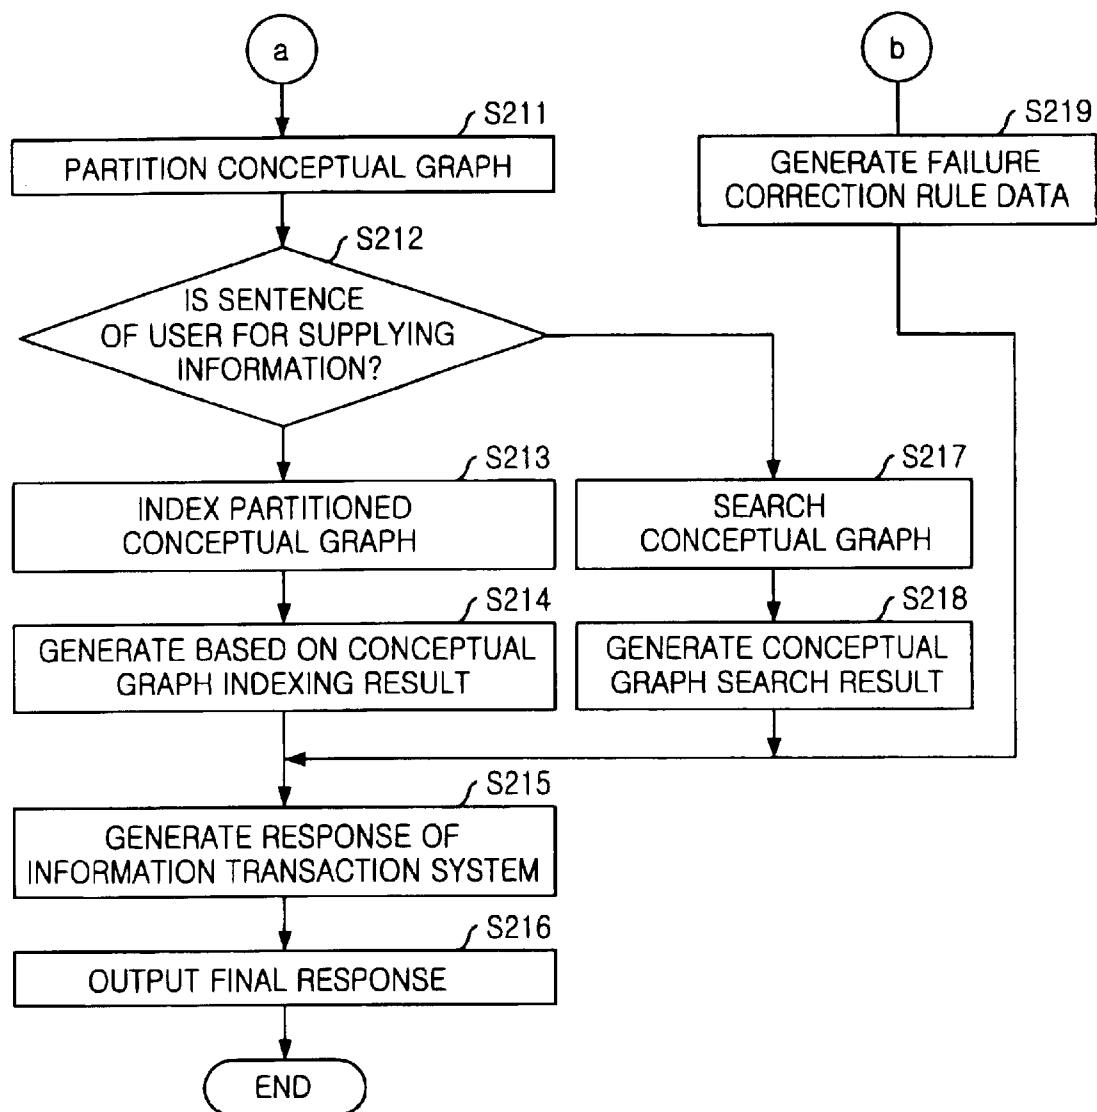 a
b
S211
PARTITION CONCEPTUAL GRAPH
S219
GENERATE FAILURE
CORRECTION RULE DATA
S212
IS SENTENCE
OF USER FOR SUPPLYING
INFORMATION?
S213
INDEX PARTITIONED
CONCEPTUAL GRAPH
S217
SEARCH
CONCEPTUAL GRAPH
S214
GENERATE BASED ON CONCEPTUAL
GRAPH INDEXING RESULT
S218
GENERATE CONCEPTUAL
GRAPH SEARCH RESULT
S215
GENERATE RESPONSE OF
INFORMATION TRANSACTION SYSTEM
S216
OUTPUT FINAL RESPONSE
END